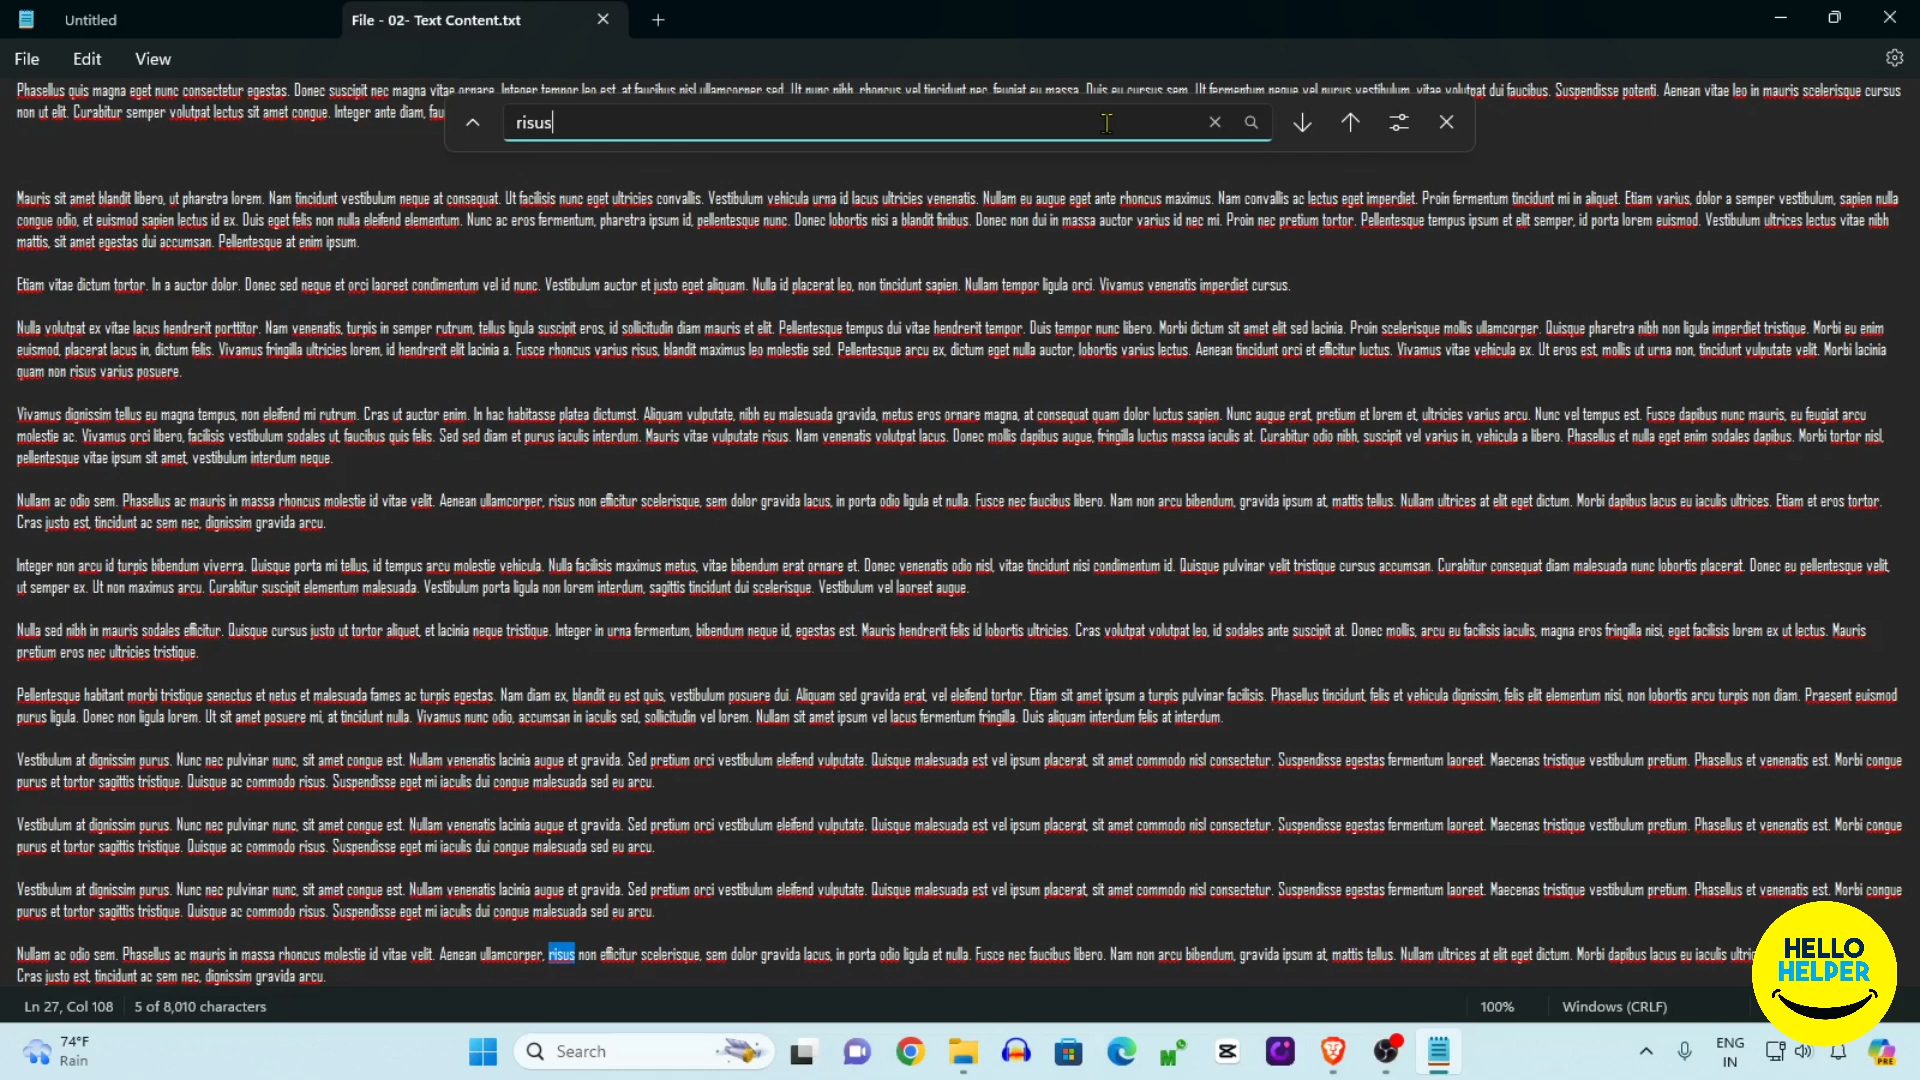 Untitled
File - 02- Text Content.txt
File Edit View
Phasellus quis magna eget nunc consectetur egestas. Donec suscipit nec magna vitae ornare. Integer tempor leo est, at faucibus nisl ullamcorper sed. Ut nunc nibh, rhoncus vel tincidunt nec, feugiat eu massa. Duis eu cursus sem. Ut fermentum neque vel purus vestibulum, vitae volutpat dui faucibus. Suspendisse potenti. Aenean vitae leo in mauris scelerisque cursus
non ut elit. Curabitur semper volutpat lectus sit amet congue. Integer ante diam, fau
risus
Mauris sit amet blandit libero, ut pharetra lorem. Nam tincidunt vestibulum neque at consequat. Ut facilisis nunc eget ultricies convallis. Vestibulum vehicula urna id lacus ultricies venenatis. Nullam eu augue eget ante rhoncus maximus. Nam convallis ac lectus eget imperdiet. Proin fermentum tincidunt mi in aliquet. Etiam varius, dolor a semper vestibulum, sapien nulla
congue odio, et euismod sapien lectus id ex. Duis eget felis non nulla eleifend elementum. Nunc ac eros fermentum, pharetra ipsum id, pellentesque nunc. Donec lobortis nisi a blandit finibus. Donec non dui in massa auctor varius id nec mi. Proin nec pretium tortor. Pellentesque tempus ipsum et elit semper, id porta lorem euismod. Vestibulum ultrices lectus vitae nibh
mattis, sit amet egestas dui accumsan. Pellentesque at enim ipsum.
Etiam vitae dictum tortor. In a auctor dolor. Donec sed neque et orci laoreet condimentum vel id nunc. Vestibulum auctor et justo eget aliquam. Nulla id placerat leo, non tincidunt sapien. Nullam tempor ligula orci. Vivamus venenatis imperdiet cursus.
Nulla volutpat ex vitae lacus hendrerit porttitor. Nam venenatis, turpis in semper rutrum, tellus ligula suscipit eros, id sollicitudin diam mauris et elit. Pellentesque tempus dui vitae hendrerit tempor. Duis tempor nunc libero. Morbi dictum sit amet elit sed lacinia. Proin scelerisque mollis ullamcorper. Quisque pharetra nibh non ligula imperdiet tristique. Morbi eu enim
euismod, placerat lacus in, dictum felis. Vivamus fringilla ultricies lorem, id hendrerit elit lacinia a. Fusce rhoncus varius risus, blandit maximus leo molestie sed. Pellentesque arcu ex, dictum eget nulla auctor, lobortis varius lectus. Aenean tincidunt orci et efficitur luctus. Vivamus vitae vehicula ex. Ut eros est, mollis ut urna non, tincidunt vulputate velit. Morbi lacinia
quam non risus varius posuere.
Vivamus dignissim tellus eu magna tempus, non eleifend mi rutrum. Cras ut auctor enim. In hac habitasse platea dictumst. Aliquam vulputate, nibh eu malesuada gravida, metus eros ornare magna, at consequat quam dolor luctus sapien. Nunc augue erat, pretium et lorem et, ultricies varius arcu. Nunc vel tempus est. Fusce dapibus nunc mauris, eu feugiat arcu
molestie ac. Vivamus orci libero, facilisis vestibulum sodales ut, faucibus quis felis. Sed sed diam et purus iaculis interdum. Mauris vitae vulputate risus. Nam venenatis volutpat lacus. Donec mollis dapibus augue, fringilla luctus massa iaculis at. Curabitur odio nibh, suscipit vel varius in, vehicula a libero. Phasellus et nulla eget enim sodales dapibus. Morbi tortor nisl,
pellentesque vitae ipsum sit amet, vestibulum interdum neque.
Nullam ac odio sem. Phasellus ac mauris in massa rhoncus molestie id vitae velit. Aenean ullamcorper, risus non efficitur scelerisque, sem dolor gravida lacus, in porta odio ligula et nulla. Fusce nec faucibus libero. Nam non arcu bibendum, gravida ipsum at, mattis tellus. Nullam ultrices at elit eget dictum. Morbi dapibus lacus eu iaculis ultrices. Etiam et eros tortor.
Cras justo est, tincidunt ac sem nec, dignissim gravida arcu.
Integer non arcu id turpis bibendum viverra. Quisque porta mi tellus, id tempus arcu molestie vehicula. Nulla facilisis maximus metus, vitae bibendum erat ornare et. Donec venenatis odio nisl, vitae tincidunt nisi condimentum id. Quisque pulvinar velit tristique cursus accumsan. Curabitur consequat diam malesuada nunc lobortis placerat. Donec eu pellentesque velit,
ut semper ex. Ut non maximus arcu. Curabitur suscipit elementum malesuada. Vestibulum porta ligula non lorem interdum, sagittis tincidunt dui scelerisque. Vestibulum vel laoreet augue.
Nulla sed nibh in mauris sodales efficitur. Quisque cursus justo ut tortor aliquet, et lacinia neque tristique. Integer in urna fermentum, bibendum neque id, egestas est. Mauris hendrerit felis id lobortis ultricies. Cras volutpat volutpat leo, id sodales ante suscipit at. Donec mollis, arcu eu facilisis iaculis, magna eros fringilla nisi, eget facilisis lorem ex ut lectus. Mauris
pretium eros nec ultricies tristique.
Pellentesque habitant morbi tristique senectus et netus et malesuada fames ac turpis egestas. Nam diam ex, blandit eu est quis, vestibulum posuere dui. Aliquam sed gravida erat, vel eleifend tortor. Etiam sit amet ipsum a turpis pulvinar facilisis. Phasellus tincidunt, felis et vehicula dignissim, felis elit elementum nisi, non lobortis arcu turpis non diam. Praesent euismod
purus ligula. Donec non ligula lorem. Ut sit amet posuere mi, at tincidunt nulla. Vivamus nunc odio, accumsan in iaculis sed, sollicitudin vel lorem. Nullam sit amet ipsum vel lacus fermentum fringilla. Duis aliquam interdum felis at interdum.
Vestibulum at dignissim purus. Nunc nec pulvinar nunc, sit amet congue est. Nullam venenatis lacinia augue et gravida. Sed pretium orci vestibulum eleifend vulputate. Quisque malesuada est vel ipsum placerat, sit amet commodo nisl consectetur. Suspendisse egestas fermentum laoreet. Maecenas tristique vestibulum pretium. Phasellus et venenatis est. Morbi congue
purus et tortor sagittis tristique. Quisque ac commodo risus. Suspendisse eget mi iaculis dui congue malesuada sed eu arcu.
Vestibulum at dignissim purus. Nunc nec pulvinar nunc, sit amet congue est. Nullam venenatis lacinia augue et gravida. Sed pretium orci vestibulum eleifend vulputate. Quisque malesuada est vel ipsum placerat, sit amet commodo nisl consectetur. Suspendisse egestas fermentum laoreet. Maecenas tristique vestibulum pretium. Phasellus et venenatis est. Morbi congue
purus et tortor sagittis tristique. Quisque ac commodo risus. Suspendisse eget mi iaculis dui congue malesuada sed eu arcu.
Vestibulum at dignissim purus. Nunc nec pulvinar nunc, sit amet congue est. Nullam venenatis lacinia augue et gravida. Sed pretium orci vestibulum eleifend vulputate. Quisque malesuada est vel ipsum placerat, sit amet commodo nisl consectetur. Suspendisse egestas fermentum laoreet. Maecenas tristique vestibulum pretium. Phasellus et venenatis est. Morbi congue
purus et tortor sagittis tristique. Quisque ac commodo risus. Suspendisse eget mi iaculis dui congue malesuada sed eu arcu.
Nullam ac odio sem. Phasellus ac mauris in massa rhoncus molestie id vitae velit. Aenean ullamcorper, risus non efficitur scelerisque, sem dolor gravida lacus, in porta odio ligula et nulla. Fusce nec faucibus libero. Nam non arcu bibendum, gravida ipsum at, mattis tellus. Nullam ultrices at elit eget dictum. Morbi dapibus lacus eu iaculis ultric
Cras justo est, tincidunt ac sem nec, dignissim gravida arcu.
HELLO
HELPER
Ln 27, Col 108 5 of 8,010 characters 100% Windows (CRLF)
74°F
Rain
Search
ENG
IN
PRE